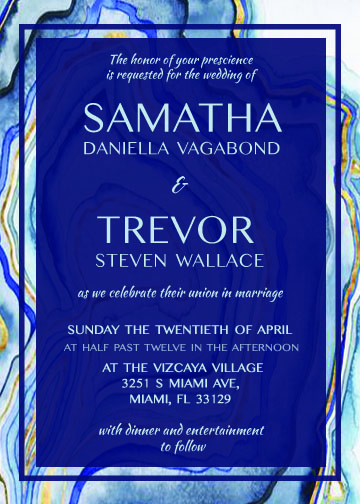 The honor of your prescience
is requested for the wedding of
SAMATHA
DANIELLA VAGABOND
&
TREVOR
STEVEN WALLACE
as we celebrate their union in marriage
SUNDAY THE TWENTIETH OF APRIL
AT HALF PAST TWELVE IN THE AFTERNOON
AT THE VIZCAYA VILLAGE
3251 S MIAMI AVE,
MIAMI, FL 33129
with dinner and entertainment
to follow